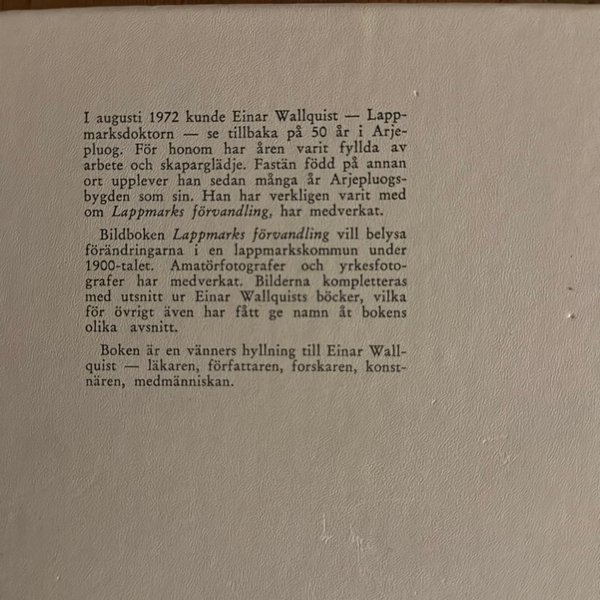 I augusti 1972 kunde Einar Wallquist — Lapp-
marksdoktorn — se tillbaka på 50 år i Arje-
pluog. För honom har åren varit fyllda av
arbete och skaparglädje. Fastän född på annan
ort upplever han sedan många år Arjepluogs-
bygden som sin. Han har verkligen varit med
om Lappmarks förvandling, har medverkat.
Bildboken Lappmarks förvandling vill belysa
förändringarna i en lappmarkskommun under
1900-talet. Amatörfotografer och yrkesfoto-
grafer har medverkat. Bilderna kompletteras
med utsnitt ur Einar Wallquists böcker, vilka
för övrigt även har fått ge namn åt bokens
olika avsnitt.
Boken är en vänners hyllning till Einar Wall-
quist — läkaren, författaren, forskaren, konst-
nären, medmänniskan.